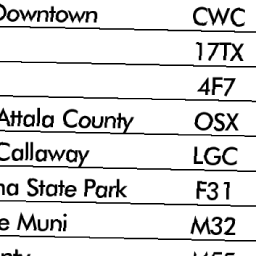 Downtown CWC
17TX
4F7
Attala County OSX
Callaway LGC
na State Park F31
e Muni M32